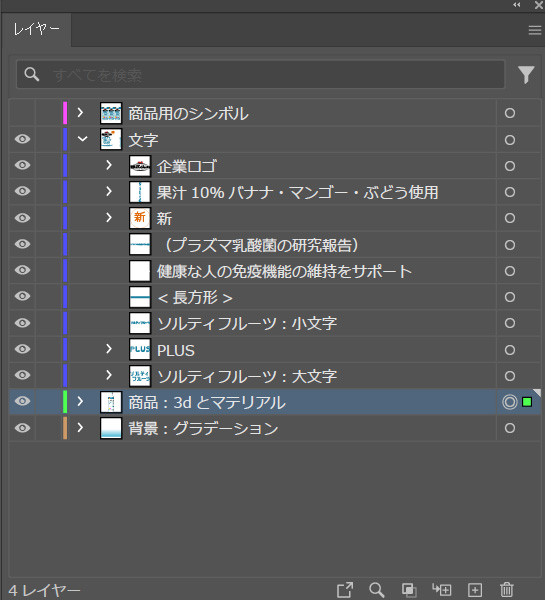 レイヤー
すべてを検索
商品用のシンボル
文字
企業ロゴ
果汁 10% バナナ・マンゴー・ぶどう使用
新
（プラズマ乳酸菌の研究報告）
健康な人の免疫機能の維持をサポート
< 長方形 >
ソルティフルーツ：小文字
PLUS
ソルティフルーツ：大文字
商品：3d とマテリアル
背景：グラデーション
4 レイヤー